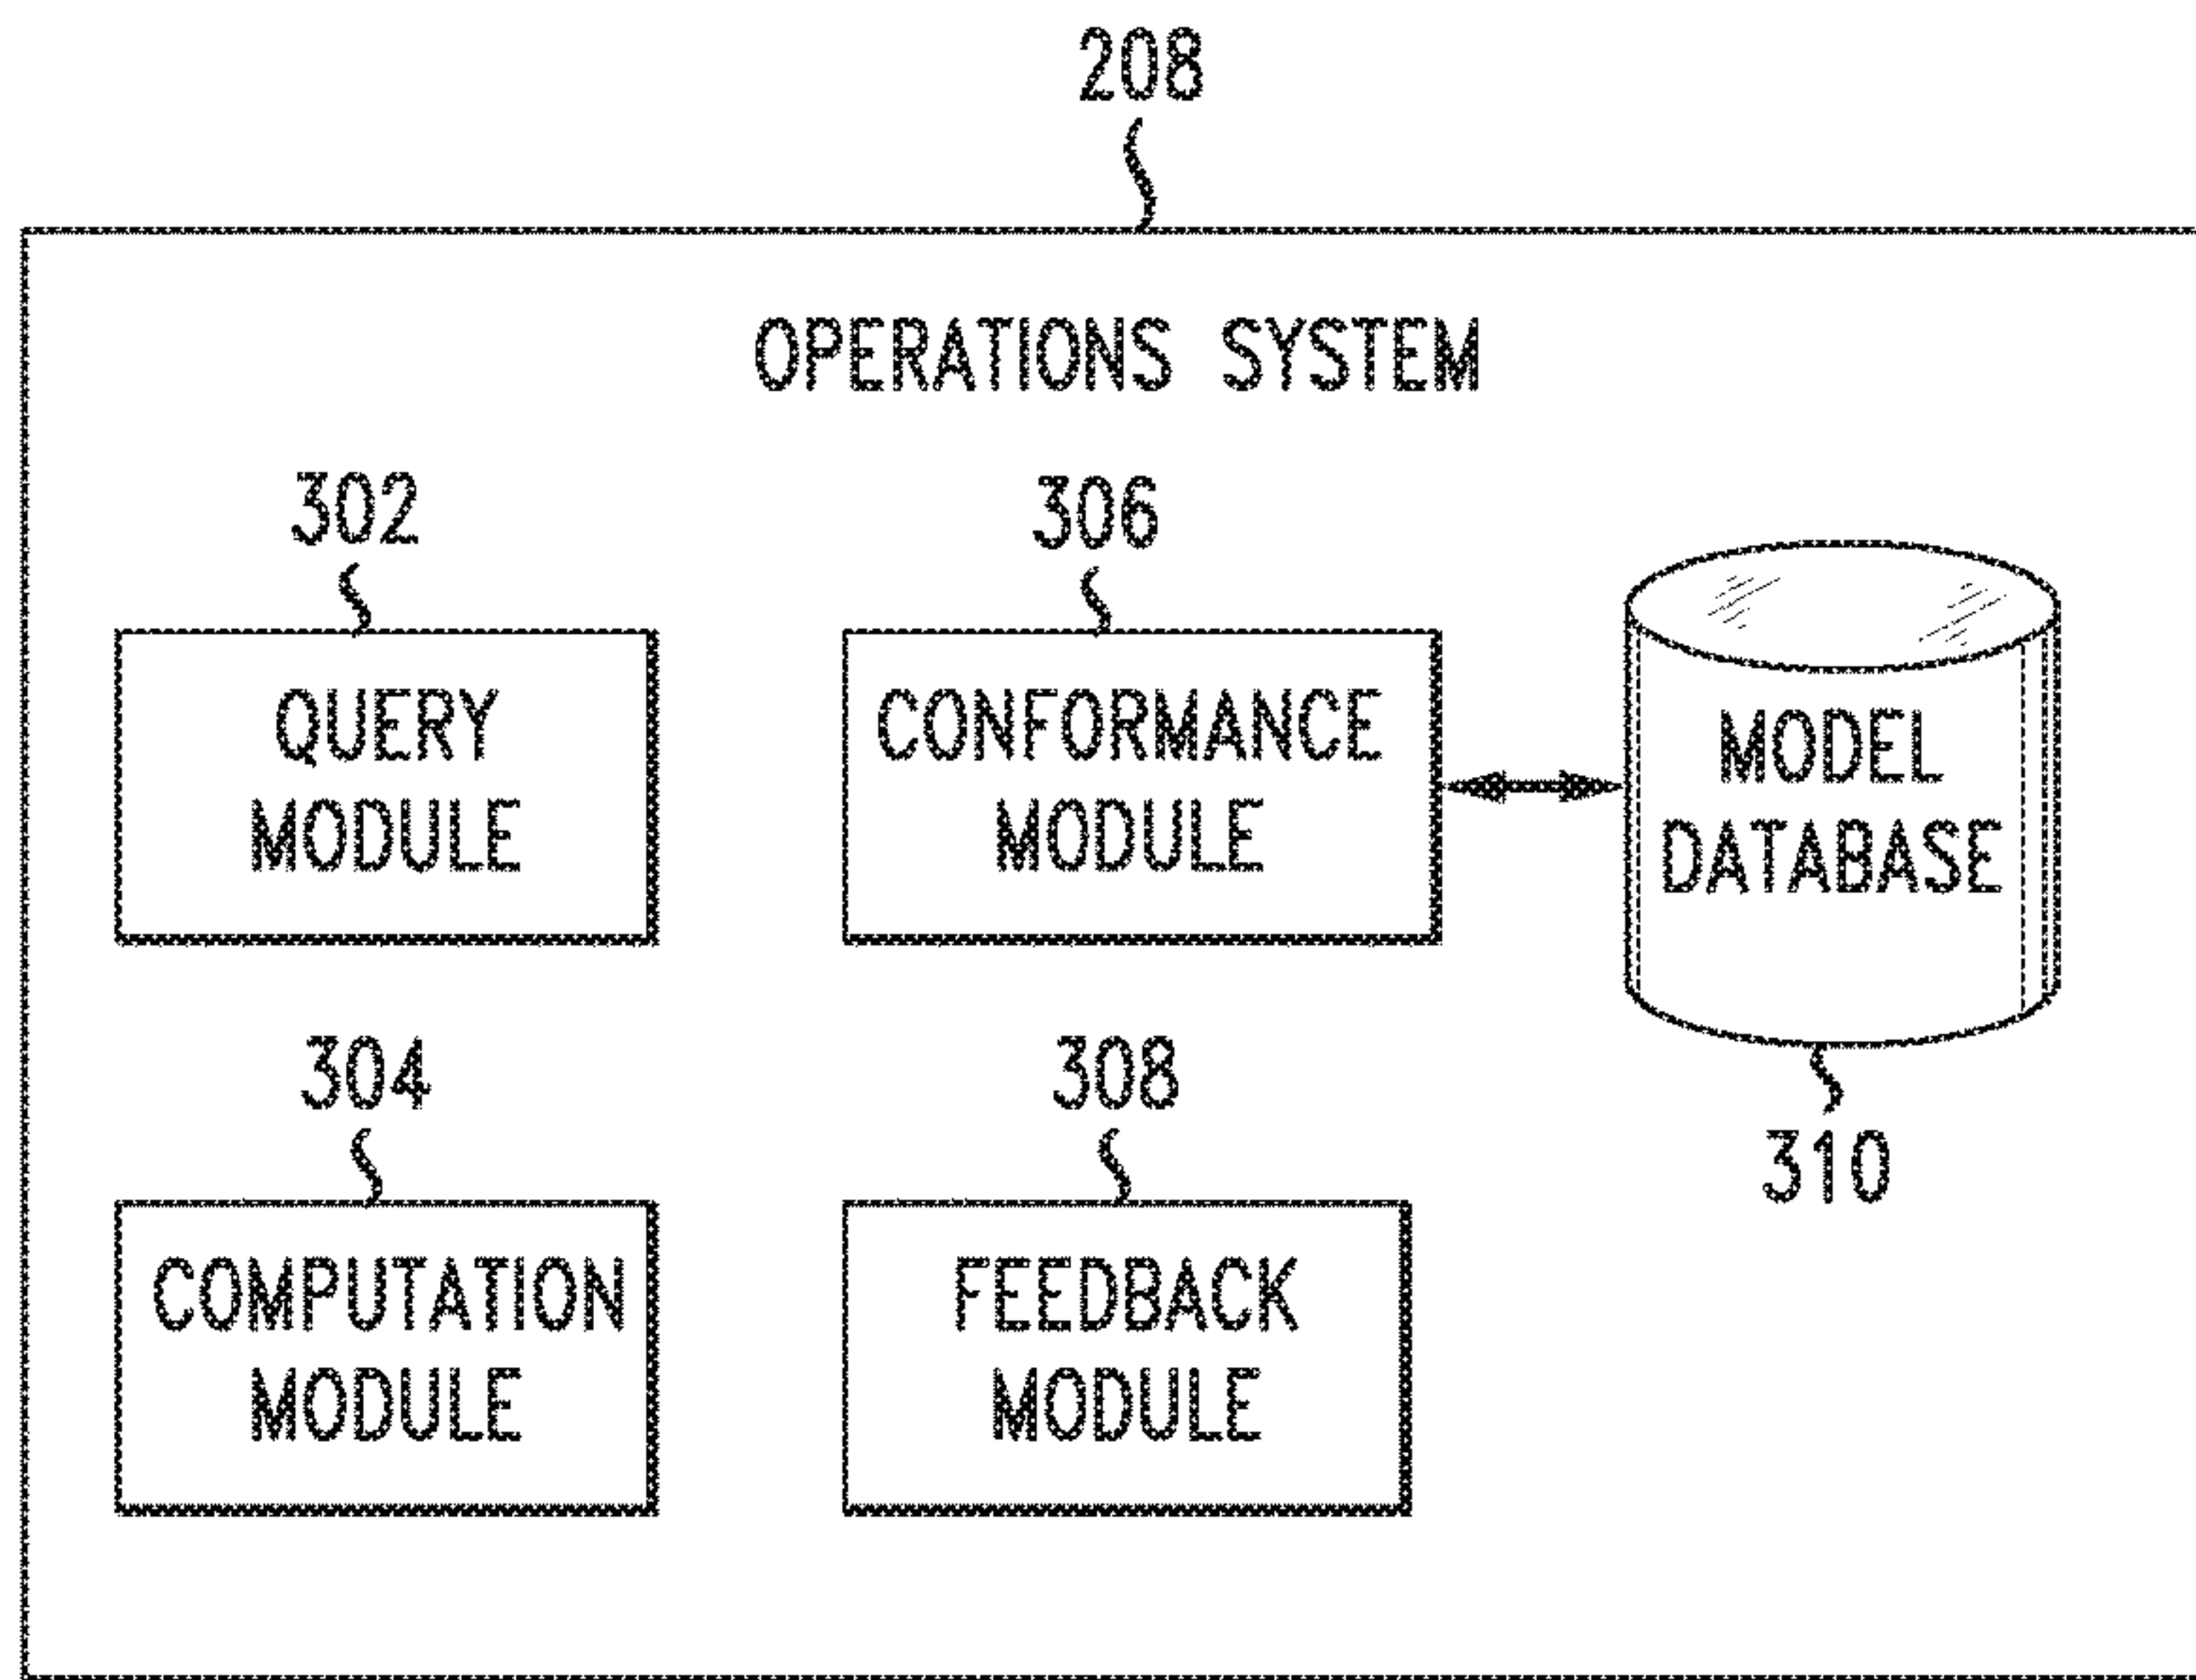 208
OPERATIONS SYSTEM
302
QUERY
MODULE
306
CONFORMANCE
MODULE
MODEL
DATABASE
310
304
COMPUTATION
MODULE
308
FEEDBACK
MODULE